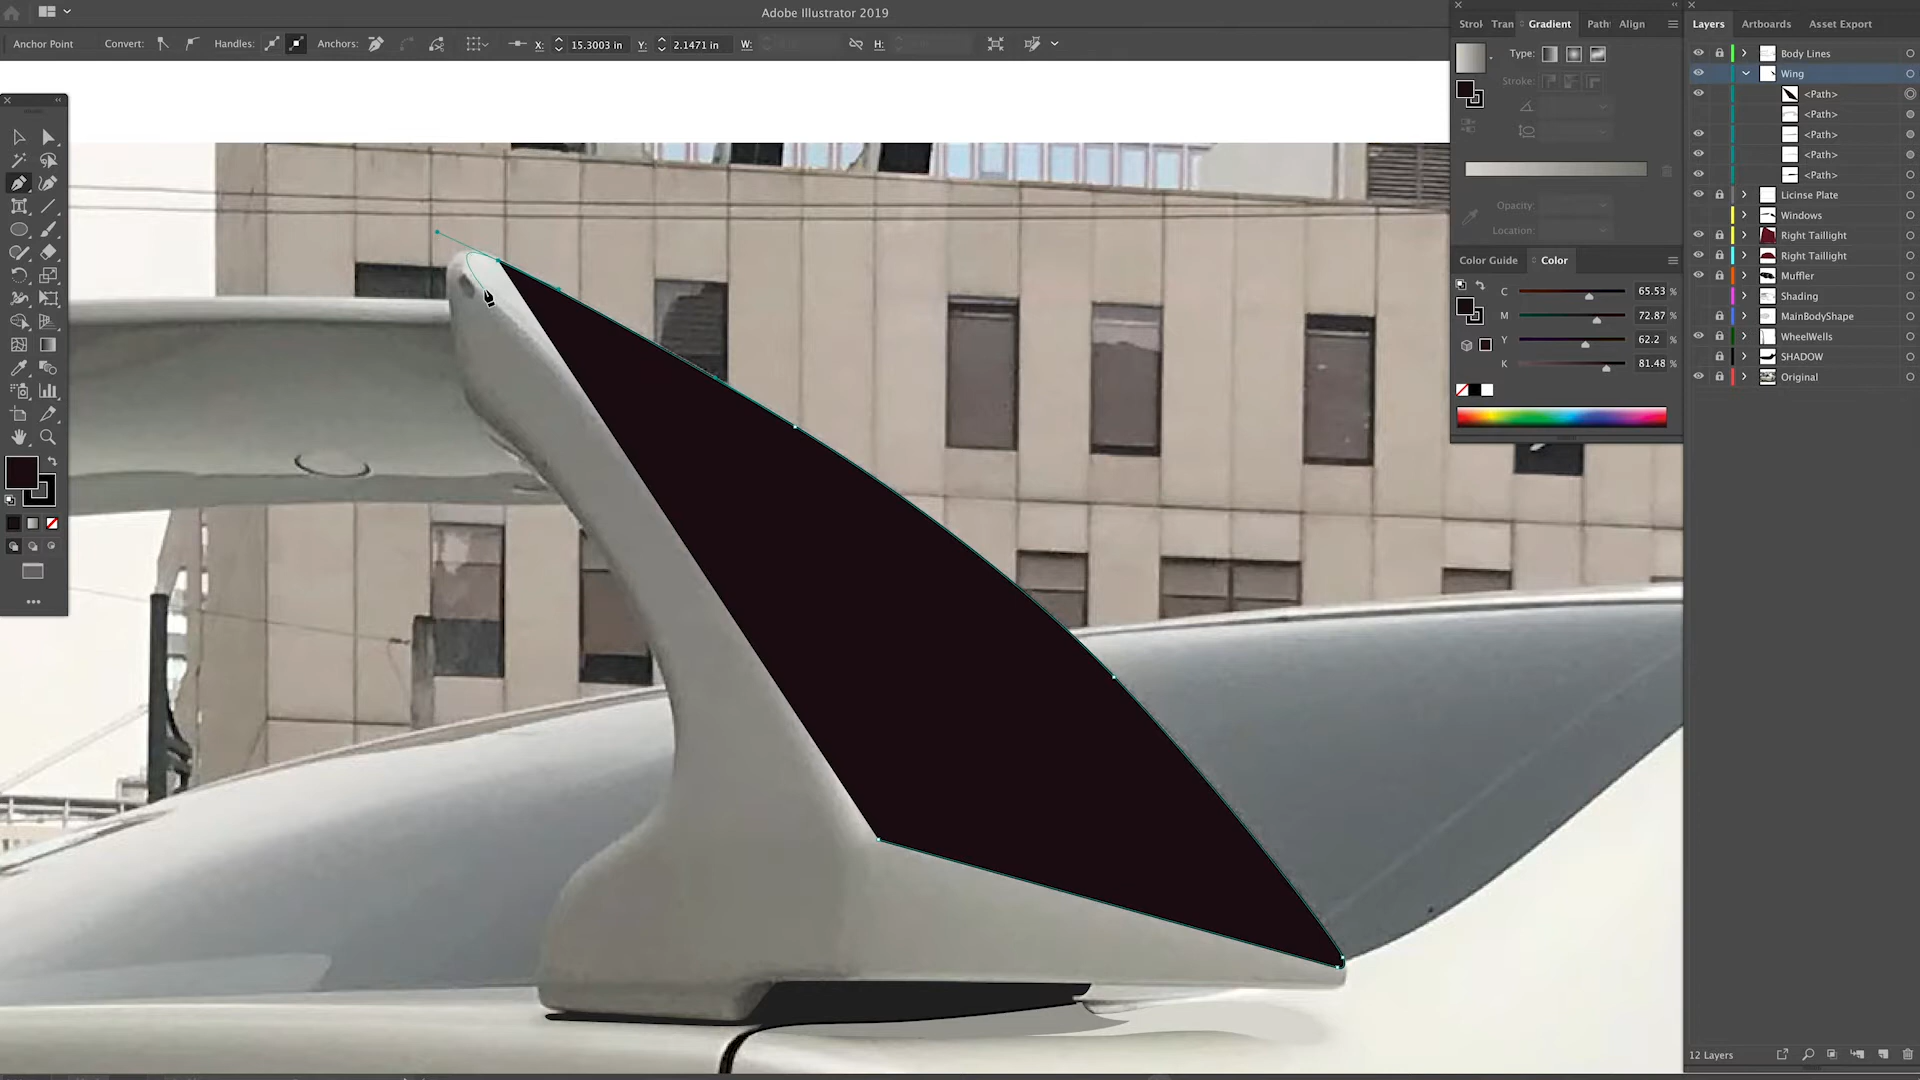 Adobe Illustrator 2019
Anchor Point Convert: Handles: Anchors: X: 15.3003 in Y: 2.1471 in W: H:
Strol Tran Gradient Path Align
Type:
Stroke:
Opacity:
Location:
Color Guide Color
C 65.53 %
M 72.87 %
Y 62.2 %
K 81.48 %
Layers Artboards Asset Export
Body Lines
Wing
<Path>
<Path>
<Path>
<Path>
<Path>
Licinse Plate
Windows
Right Taillight
Right Taillight
Muffler
Shading
MainBodyShape
WheelWells
SHADOW
Original
12 Layers